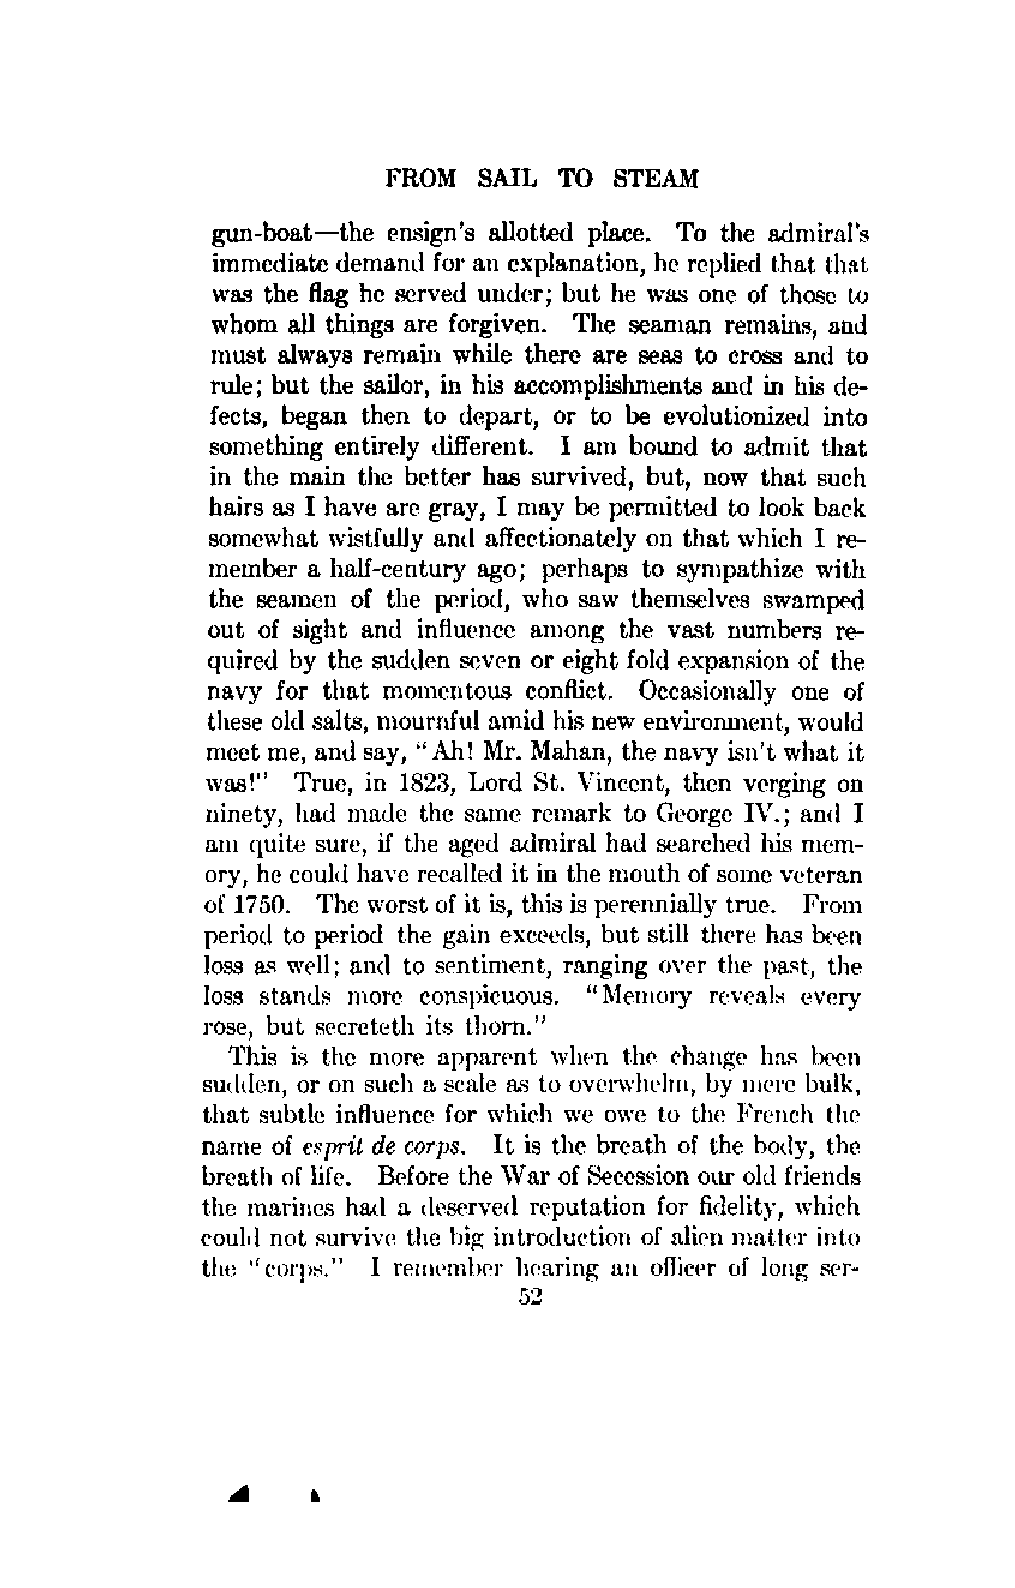 FROM SAIL TO STEAM
gun-boat—the ensign's allotted place. To the admiral's
immediate demand for an explanation, he replied that that
was the flag he served under; but he was one of those to
whom all things are forgiven. The seaman remains, and
must always remain while there are seas to cross and to
rule; but the sailor, in his accomplishments and in his de-
fects, began then to depart, or to be evolutionized into
something entirely different. I am bound to admit that
in the main the better has survived, but, now that such
hairs as I have are gray, I may be permitted to look back
somewhat wistfully and affectionately on that which I re-
member a half-century ago; perhaps to sympathize with
the seamen of the period, who saw themselves swamped
out of sight and influence among the vast numbers re-
quired by the sudden seven or eight fold expansion of the
navy for that momentous conflict. Occasionally one of
these old salts, mournful amid his new environment, would
meet me, and say, "Ah! Mr. Mahan, the navy isn't what it
was!" True, in 1823, Lord St. Vincent, then verging on
ninety, had made the same remark to George IV.; and I
am quite sure, if the aged admiral had searched his mem-
ory, he could have recalled it in the mouth of some veteran
of 1750. The worst of it is, this is perennially true. From
period to period the gain exceeds, but still there has been
loss as well; and to sentiment, ranging over the past, the
loss stands more conspicuous. "Memory reveals every
rose, but secreteth its thorn."
This is the more apparent when the change has been
sudden, or on such a scale as to overwhelm, by mere bulk,
that subtle influence for which we owe to the French the
name of esprit de corps. It is the breath of the body, the
breath of life. Before the War of Secession our old friends
the marines had a deserved reputation for fidelity, which
could not survive the big introduction of alien matter into
the "corps." I remember hearing an officer of long ser-
52